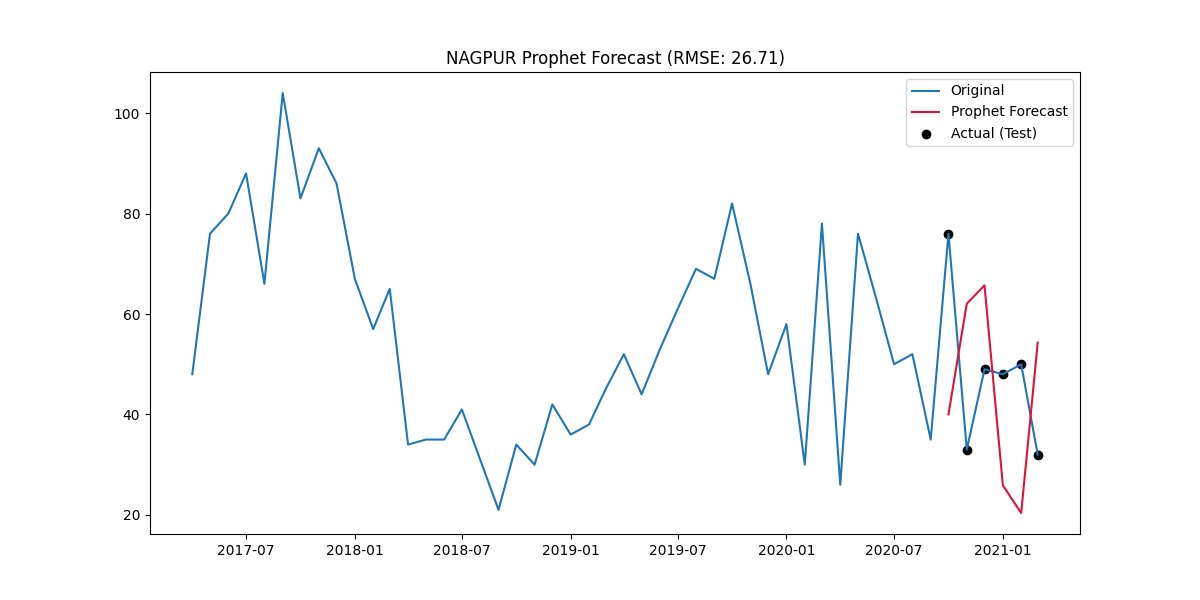 NAGPUR Prophet Forecast (RMSE: 26.71)
Original
Prophet Forecast
Actual (Test)
100
80
60
40
20
2017-07 2018-01 2018-07 2019-01 2019-07 2020-01 2020-07 2021-01